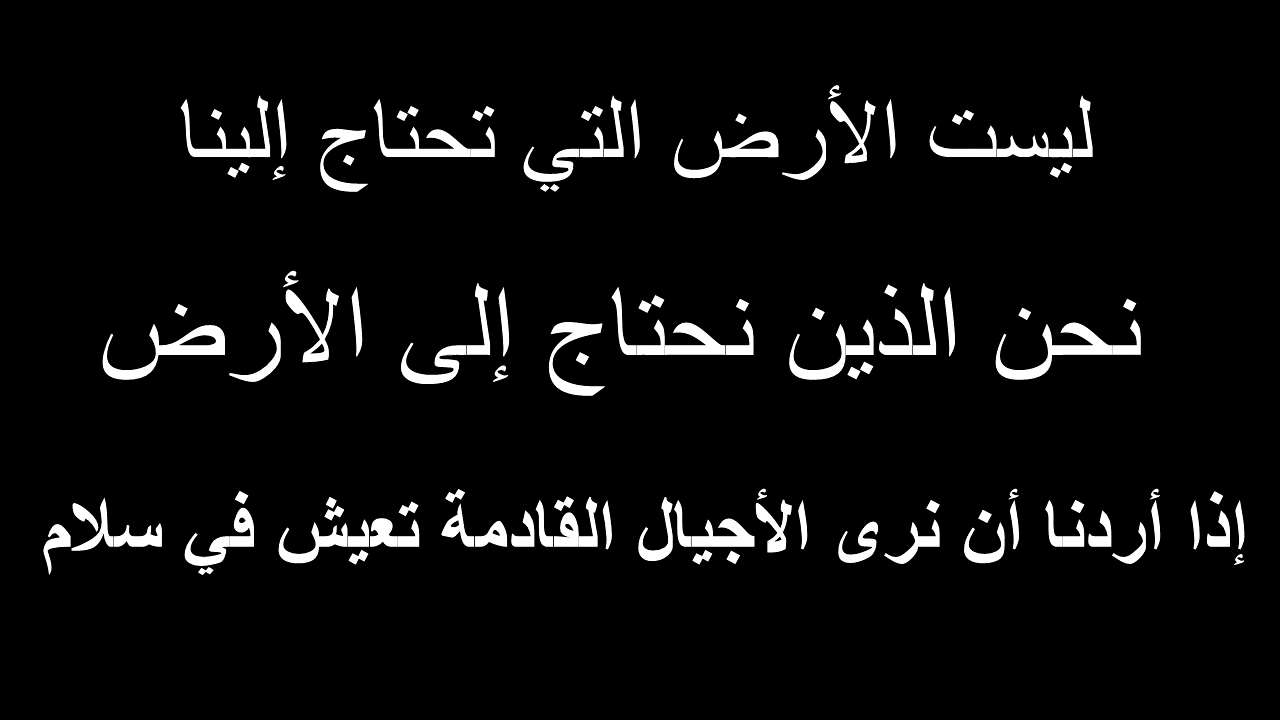 ليست الأرض التي تحتاج إلينا
نحن الذين نحتاج إلى الأرض
إذا أردنا أن نرى الأجيال القادمة تعيش في سلام